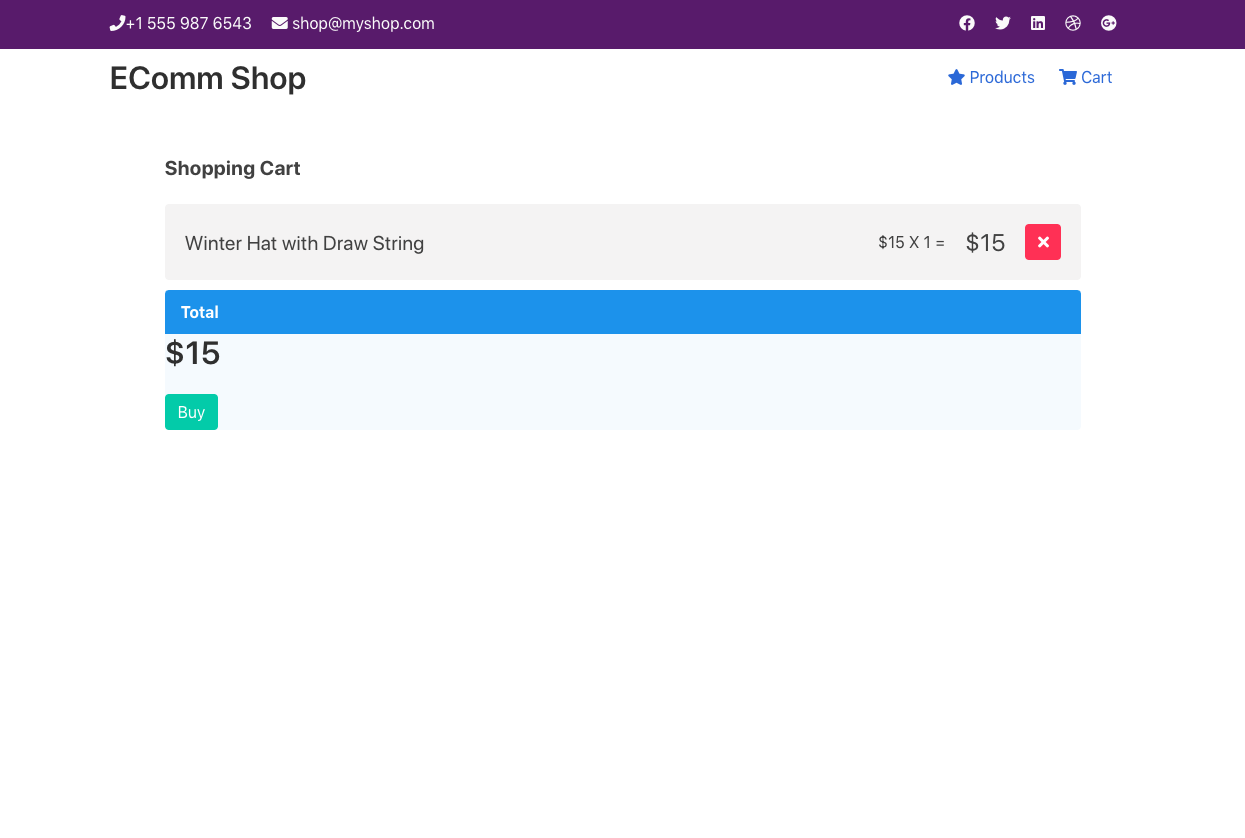 +1 555 987 6543 shop@myshop.com
EComm Shop Products Cart
Shopping Cart
Winter Hat with Draw String $15 X 1 = $15
Total
$15
Buy